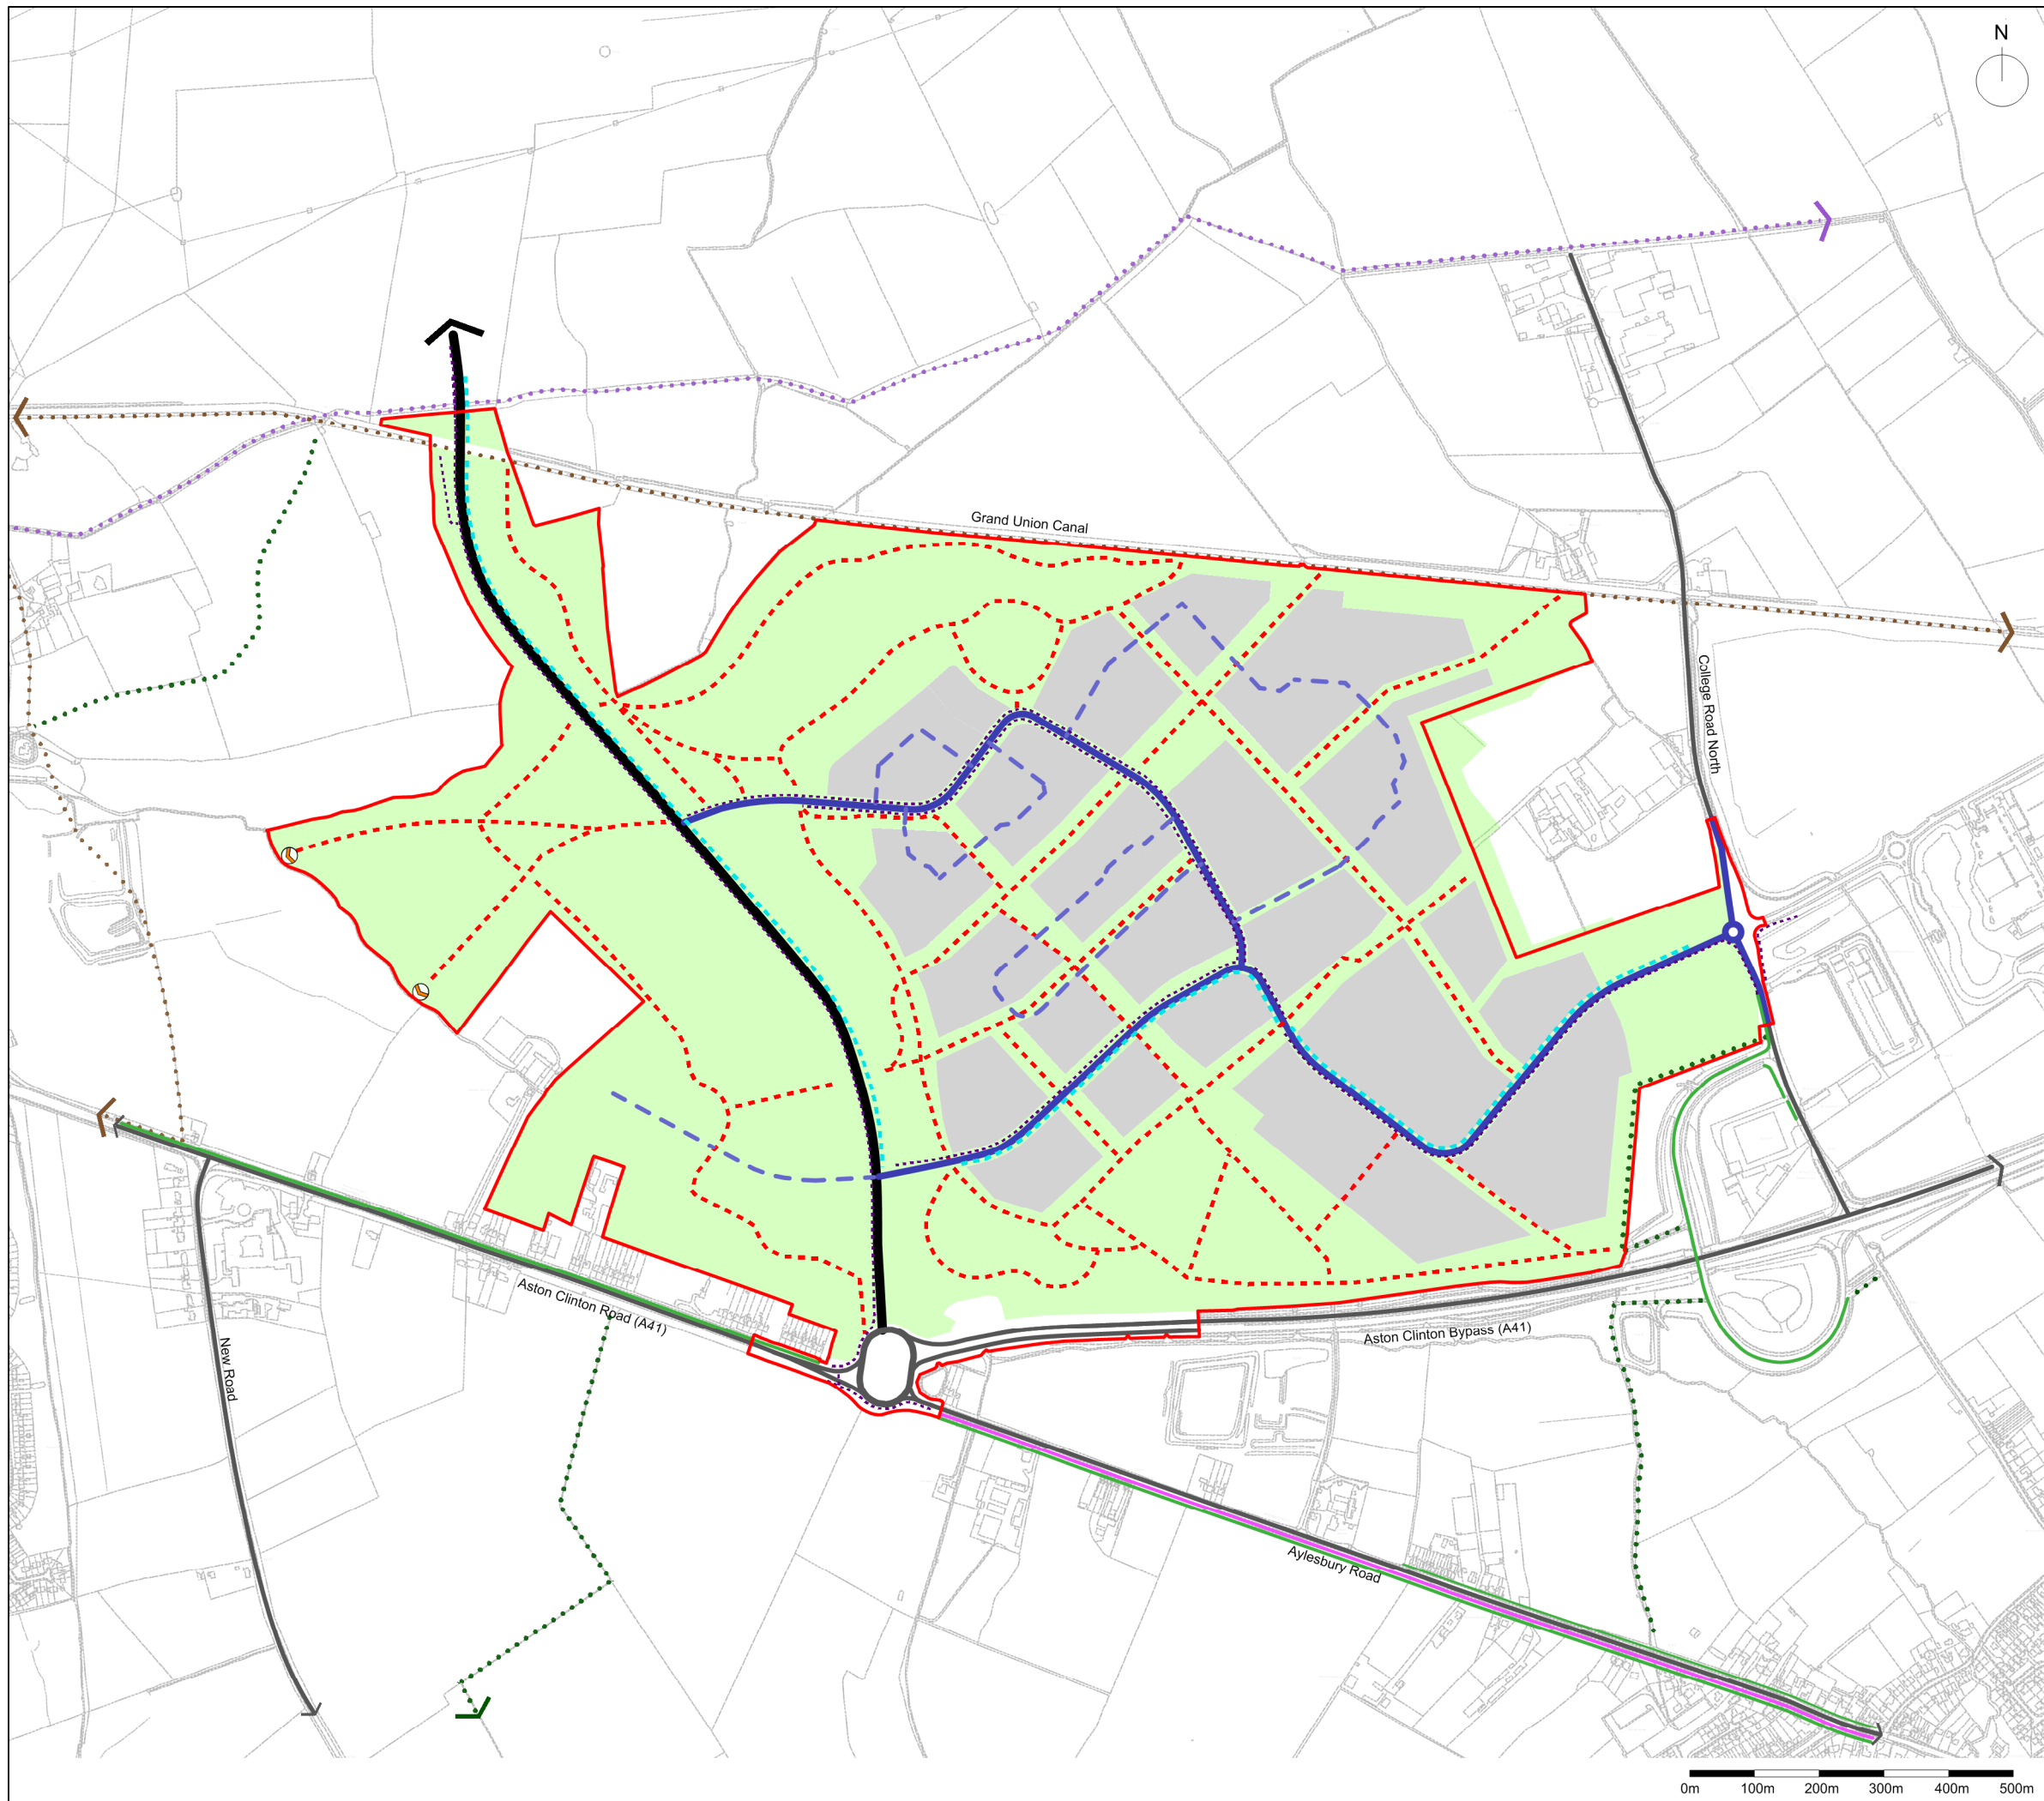 N
Grand Union Canal
College Road North
Aston Clinton Road (A41)
Aston Clinton Bypass (A41)
New Road
Aylesbury Road
0m 100m 200m 300m 400m 500m